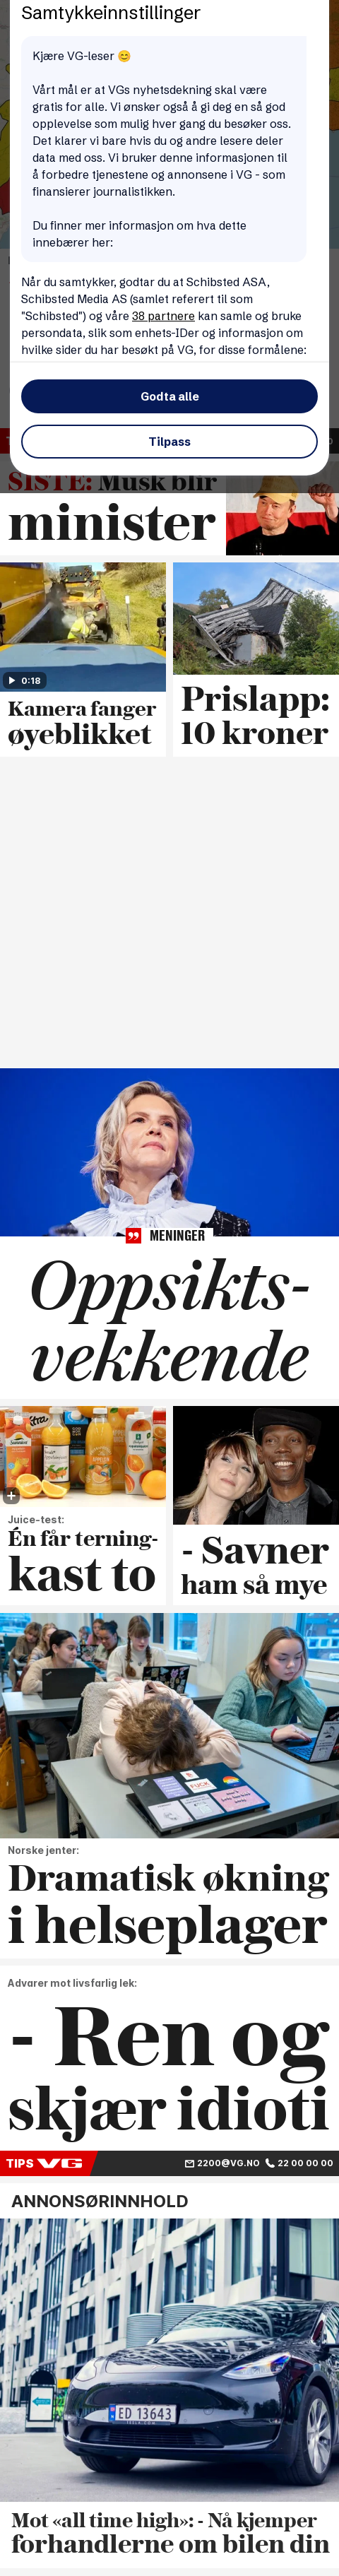 Samtykkeinnstillinger
Kjære VG-leser 😊
Vårt mål er at VGs nyhetsdekning skal være
gratis for alle. Vi ønsker også å gi deg en så god
opplevelse som mulig hver gang du besøker oss.
Det klarer vi bare hvis du og andre lesere deler
data med oss. Vi bruker denne informasjonen til
å forbedre tjenestene og annonsene i VG - som
finansierer journalistikken.
Du finner mer informasjon om hva dette
innebærer her:
Når du samtykker, godtar du at Schibsted ASA,
Schibsted Media AS (samlet referert til som
"Schibsted") og våre 38 partnere kan samle og bruke
persondata, slik som enhets-IDer og informasjon om
hvilke sider du har besøkt på VG, for disse formålene:
Godta alle
Tilpass
SISTE: Musk blir
minister
0:18
Kamera fanger
øyeblikket
Prislapp:
10 kroner
MENINGER
Oppsikts-
vekkende
Juice-test:
Én får terning-
kast to
- Savner
ham så mye
Norske jenter:
Dramatisk økning
i helseplager
Advarer mot livsfarlig lek:
- Ren og
skjær idioti
TIPS VG 2200@VG.NO 22 00 00 00
ANNONSØRINNHOLD
ED 13643
Mot «all time high»: - Nå kjemper
forhandlerne om bilen din